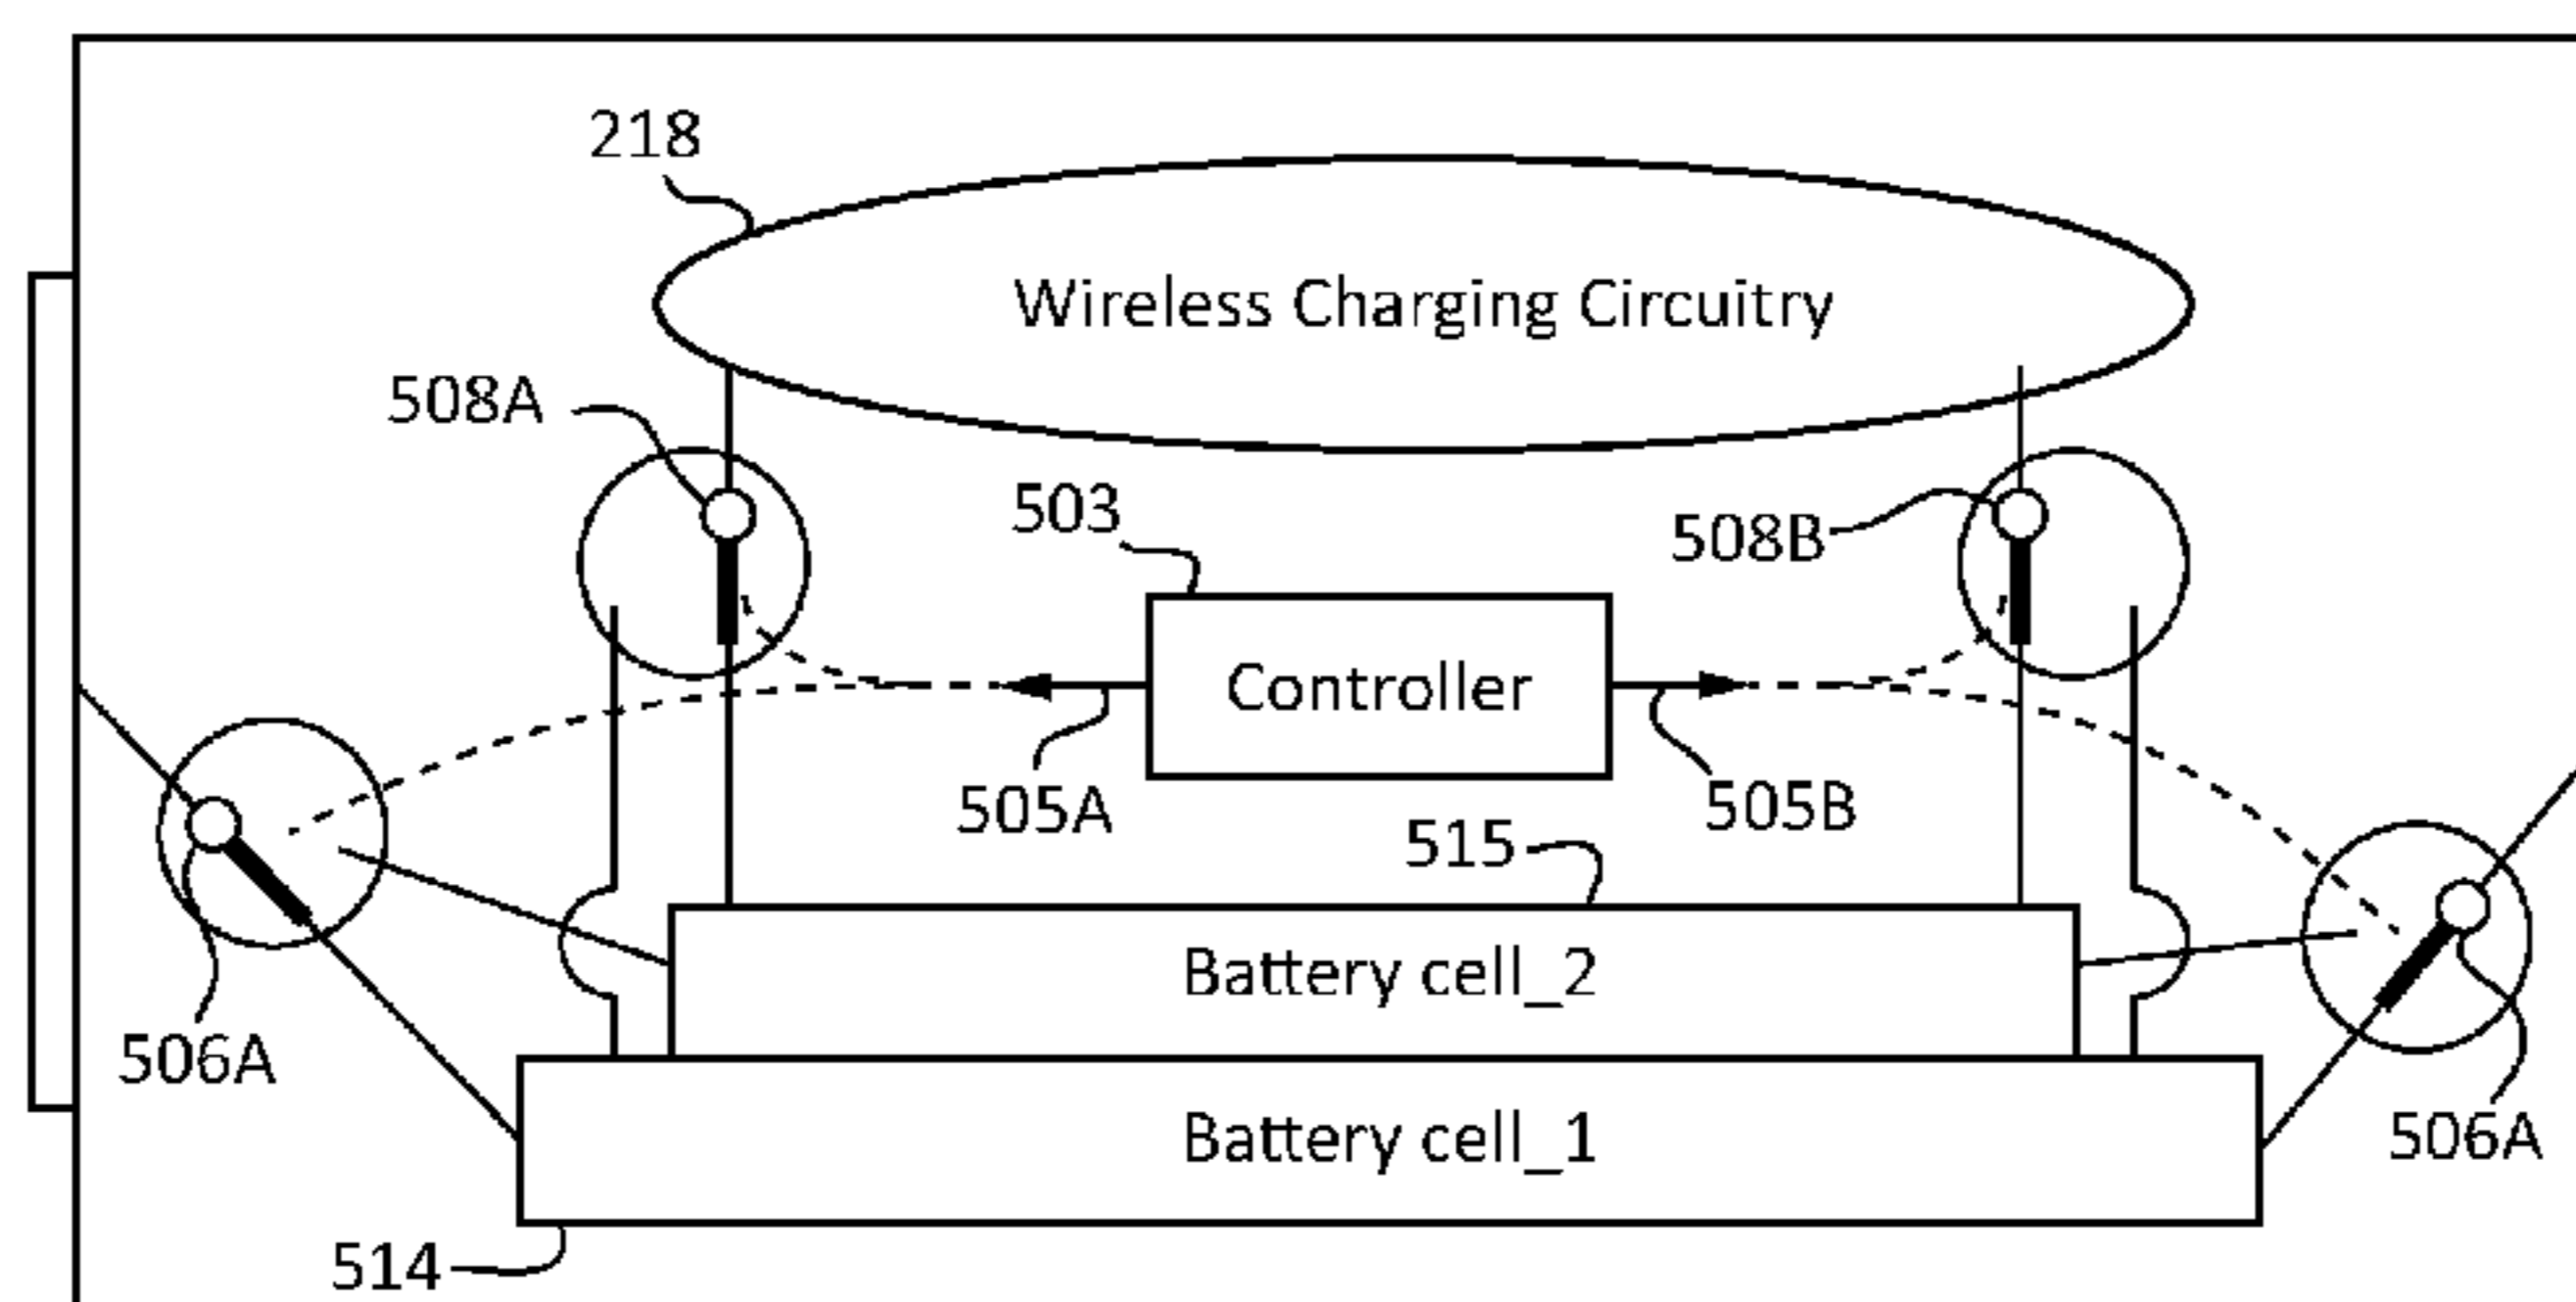 218
Wireless Charging Circuitry
508A
503
508B
Controller
505A
505B
515
Battery cell_2
506A
Battery cell_1
506A
514